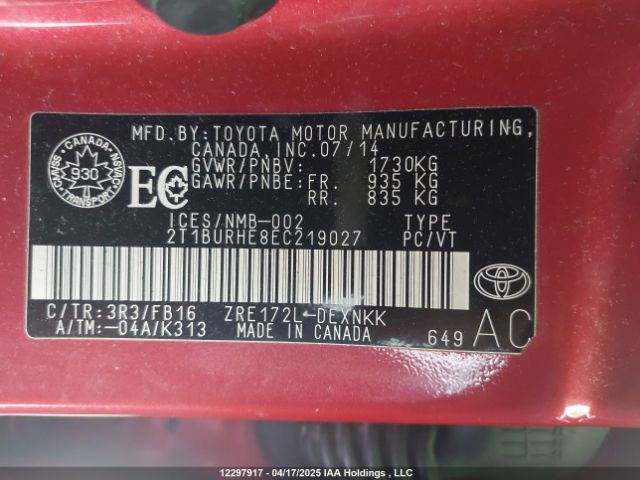 MFD.BY:TOYOTA MOTOR MANUFACTURING,
CANADA, INC.07/14
GVWR/PNBV: 1730KG
GAWR/PNBE: FR. 935 KG
RR. 835 KG
CANADA
CMVSS 930 NSVAC
TRANSPORT
EC
ICES/NMB-002 TYPE
2T1BURHE8EC219027 PC/VT
C/TR:3R3/FB16 ZRE172L-DEXNKK
A/TM:-04A/K313 MADE IN CANADA 649 AC
12297917 - 04/17/2025 IAA Holdings , LLC